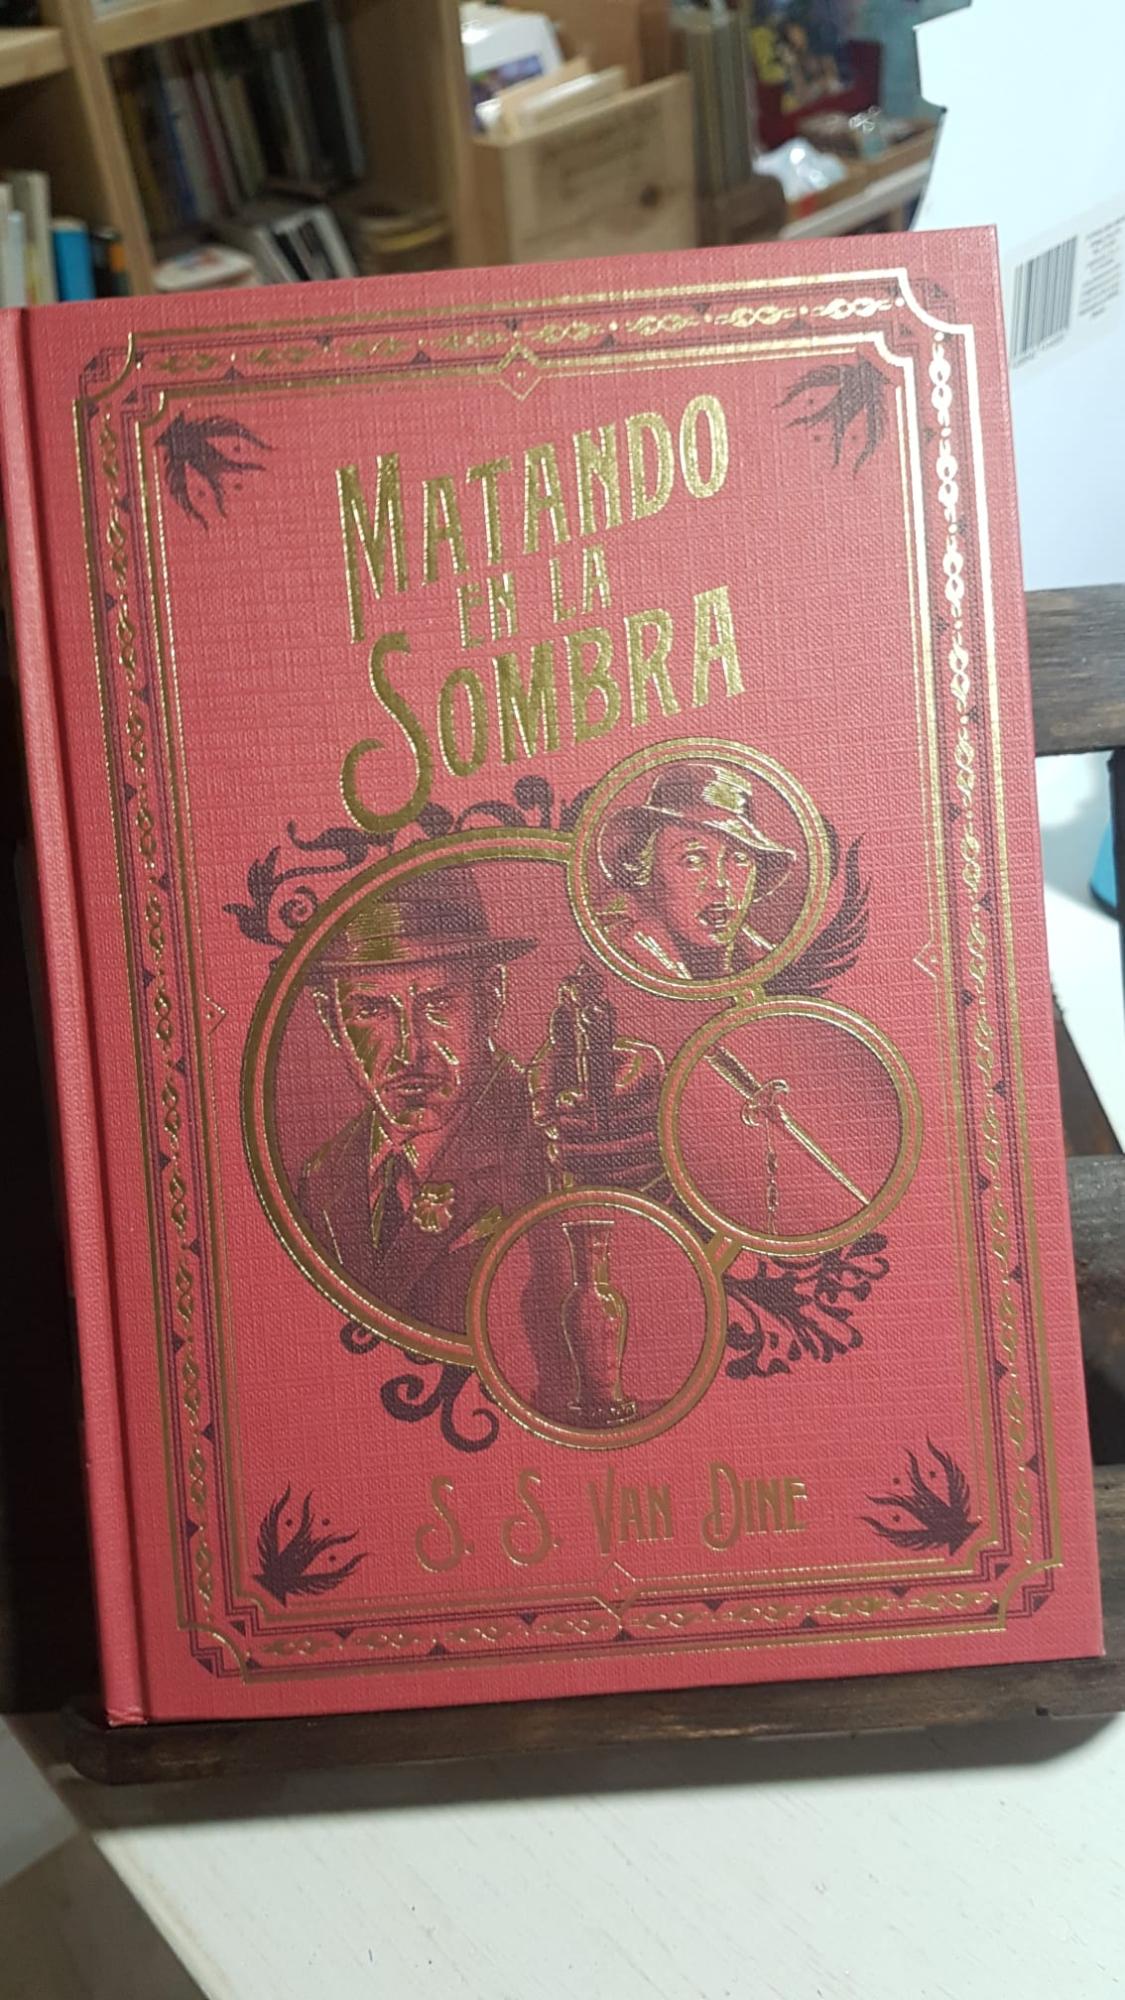 MATANDO
EN LA
SOMBRA
S. S. VAN DINE